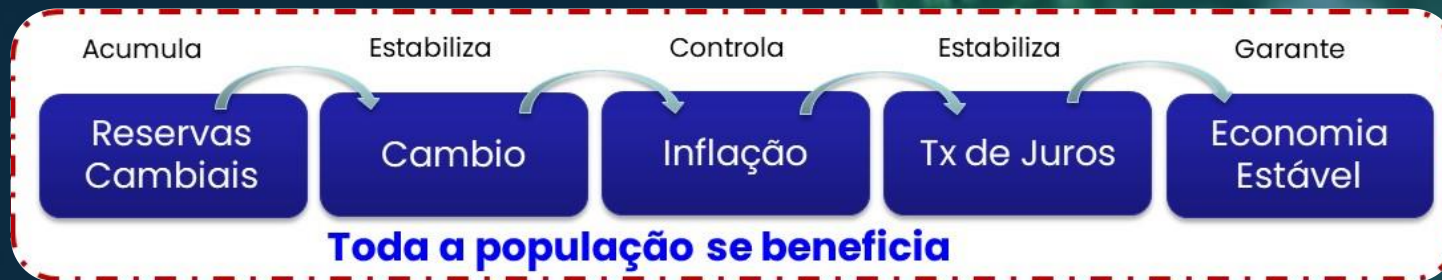 Acumula
Estabiliza
Controla
Estabiliza
Garante
Reservas
Cambiais
Cambio
Inflação
Tx de Juros
Economia
Estável
Toda a população se beneficia